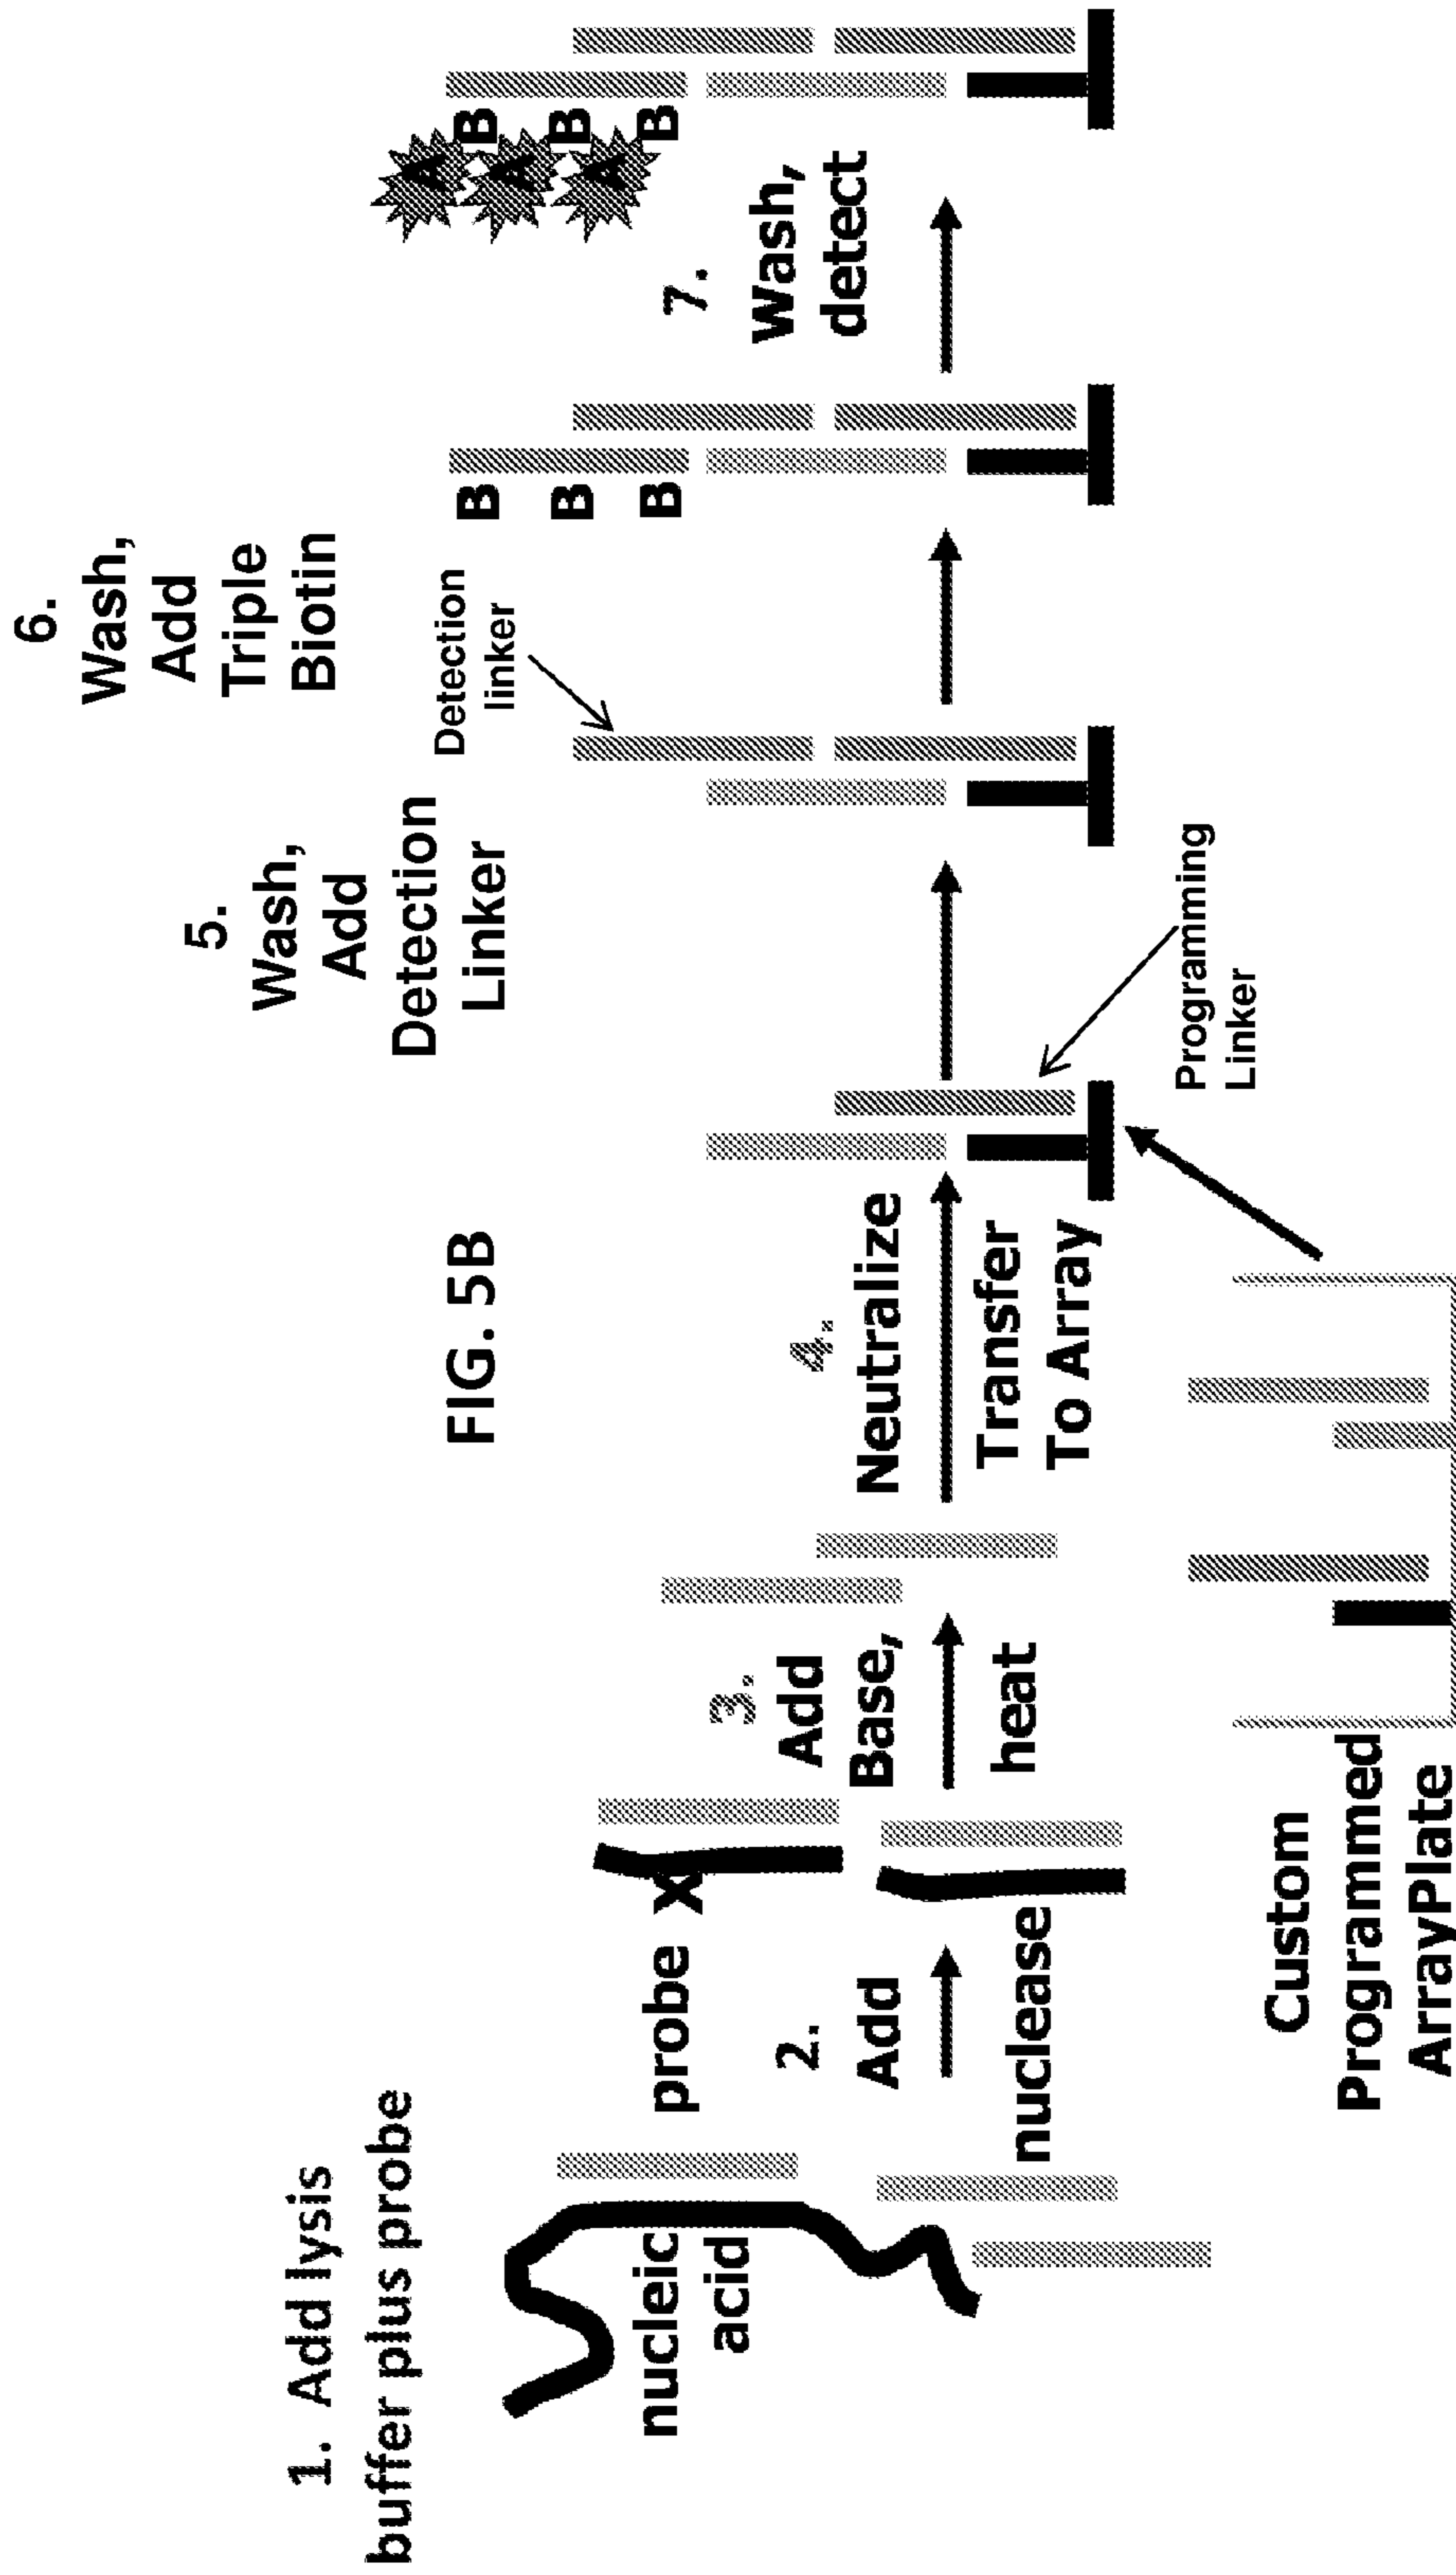 1. Add lysis
buffer plus probe
nucleic
acid
probe X
2.
Add
nuclease
3.
Add
Base,
heat
FIG. 5B
4.
Neutralize
Transfer
To Array
Custom
Programmed
ArrayPlate
Programming
Linker
5.
Wash,
Add
Detection
Linker
Detection
linker
6.
Wash,
Add
Triple
Biotin
B
B
B
7.
Wash,
detect
A
A
A
B
B
B